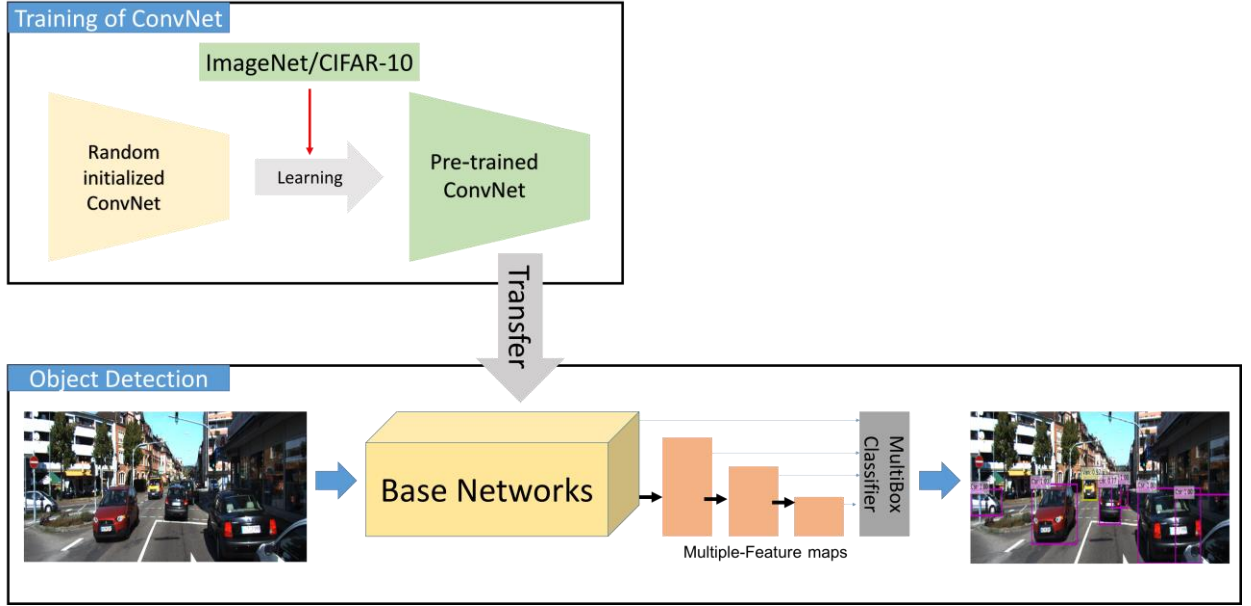 Training of ConvNet
ImageNet/CIFAR-10
Random
initialized
ConvNet
Learning
Pre-trained
ConvNet
Transfer
Object Detection
Base Networks
Multiple-Feature maps
MultiBox
Classifier